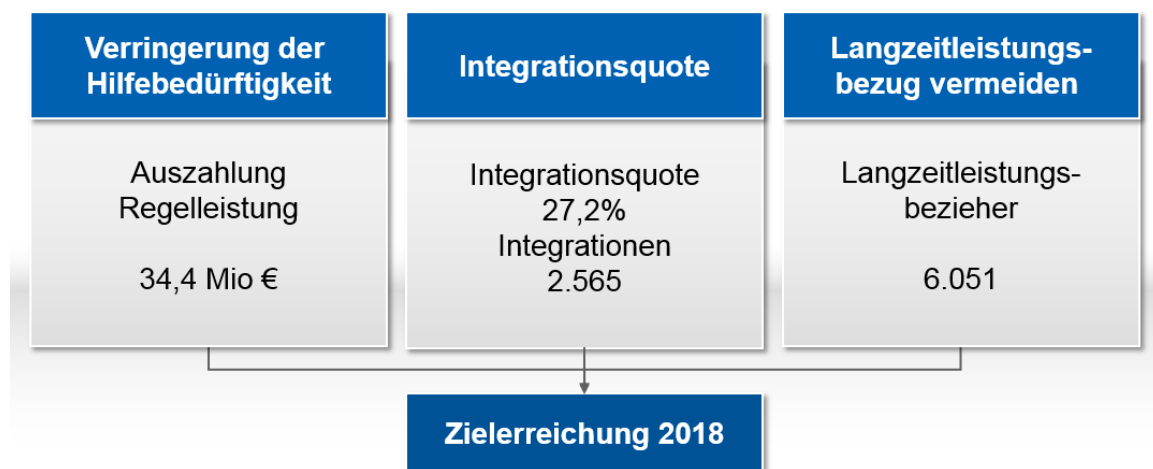 Verringerung der
Hilfebedürftigkeit
Auszahlung
Regelleistung
34,4 Mio €
Integrationsquote
Integrationsquote
27,2%
Integrationen
2.565
Langzeitleistungs-
bezug vermeiden
Langzeitleistungs-
bezieher
6.051
Zielerreichung 2018